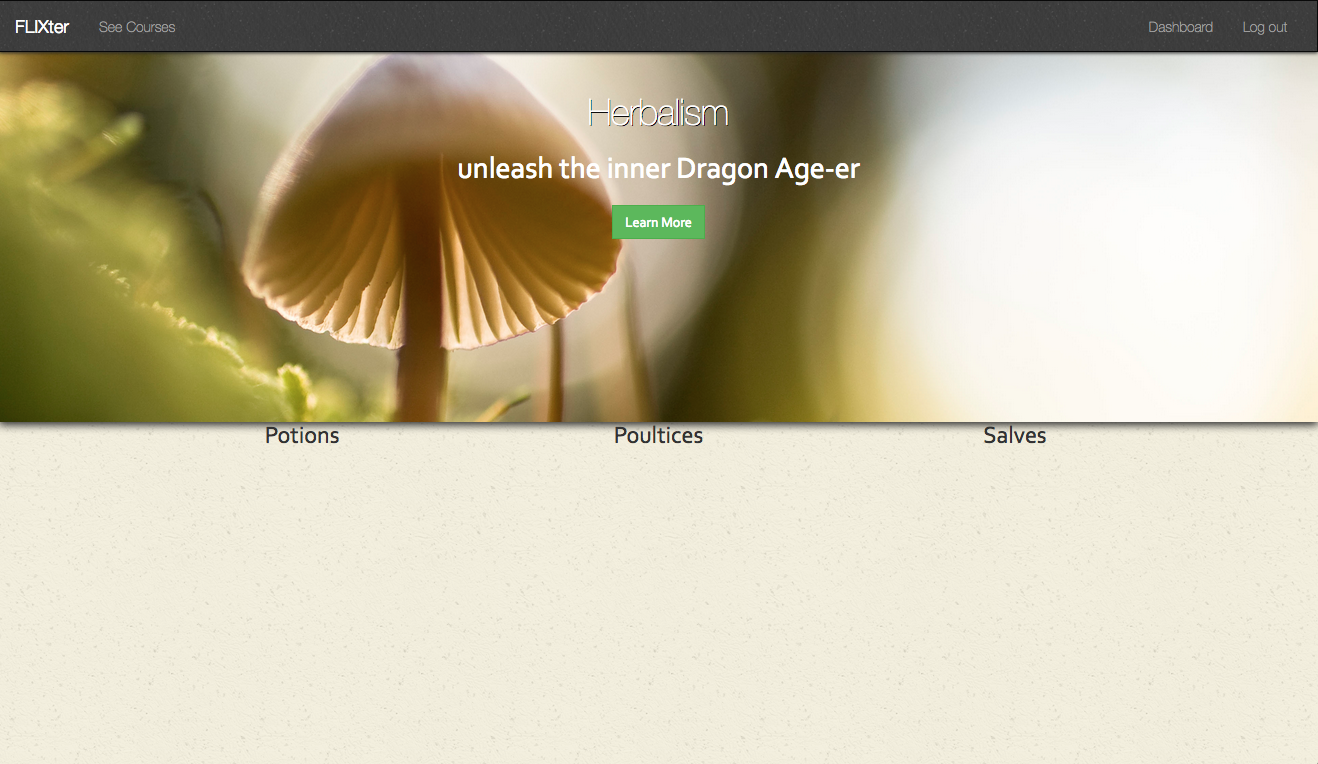 FLIXter See Courses Dashboard Log out
Herbalism
unleash the inner Dragon Age-er
Learn More
Potions Poultices Salves